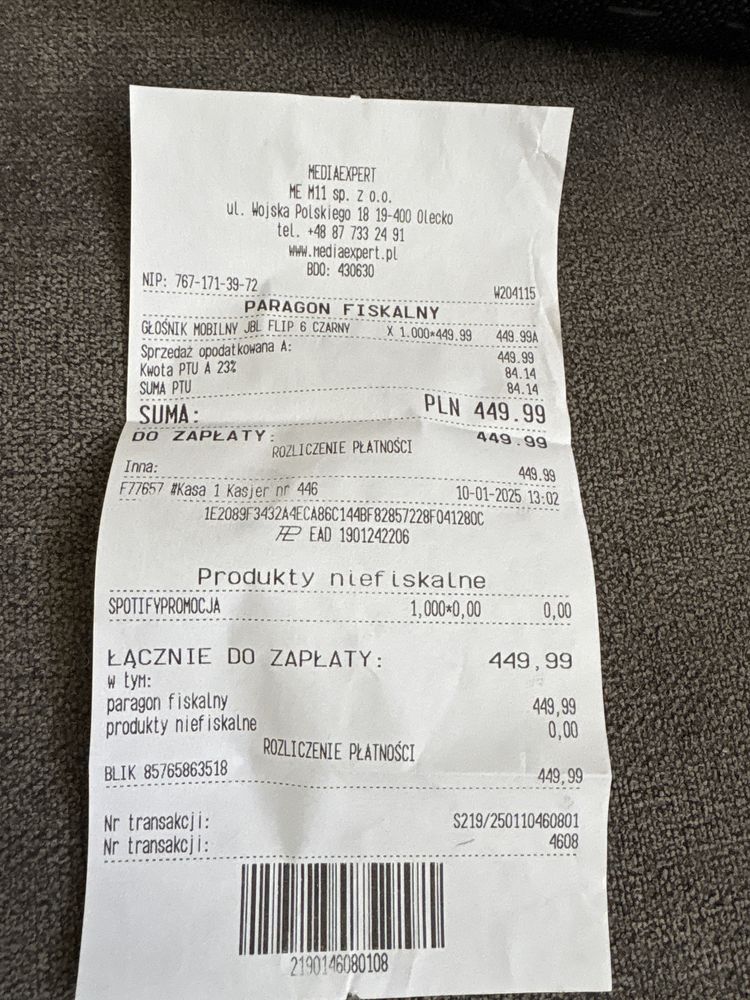 MEDIAEXPERT
ME M11 sp. z o.o.
ul. Wojska Polskiego 18 19-400 Olecko
tel. +48 87 733 24 91
www.mediaexpert.pl
BDO: 430630
NIP: 767-171-39-72 W204115
PARAGON FISKALNY
GŁOŚNIK MOBILNY JBL FLIP 6 CZARNY X 1.000*449.99 449.99A
Sprzedaż opodatkowana A: 449.99
Kwota PTU A 23% 84.14
SUMA PTU 84.14
SUMA: PLN 449.99
DO ZAPŁATY: 449.99
ROZLICZENIE PŁATNOŚCI
Inna: 449.99
F77657 #Kasa 1 Kasjer nr 446 10-01-2025 13:02
1E2089F3432A4ECA86C144BF82857228F041280C
EAD 1901242206
Produkty niefiskalne
SPOTIFYPROMOCJA 1,000*0,00 0,00
ŁĄCZNIE DO ZAPŁATY: 449,99
w tym:
paragon fiskalny 449,99
produkty niefiskalne 0,00
ROZLICZENIE PŁATNOŚCI
BLIK 85765863518 449,99
Nr transakcji: S219/250110460801
Nr transakcji: 4608
2190146080108